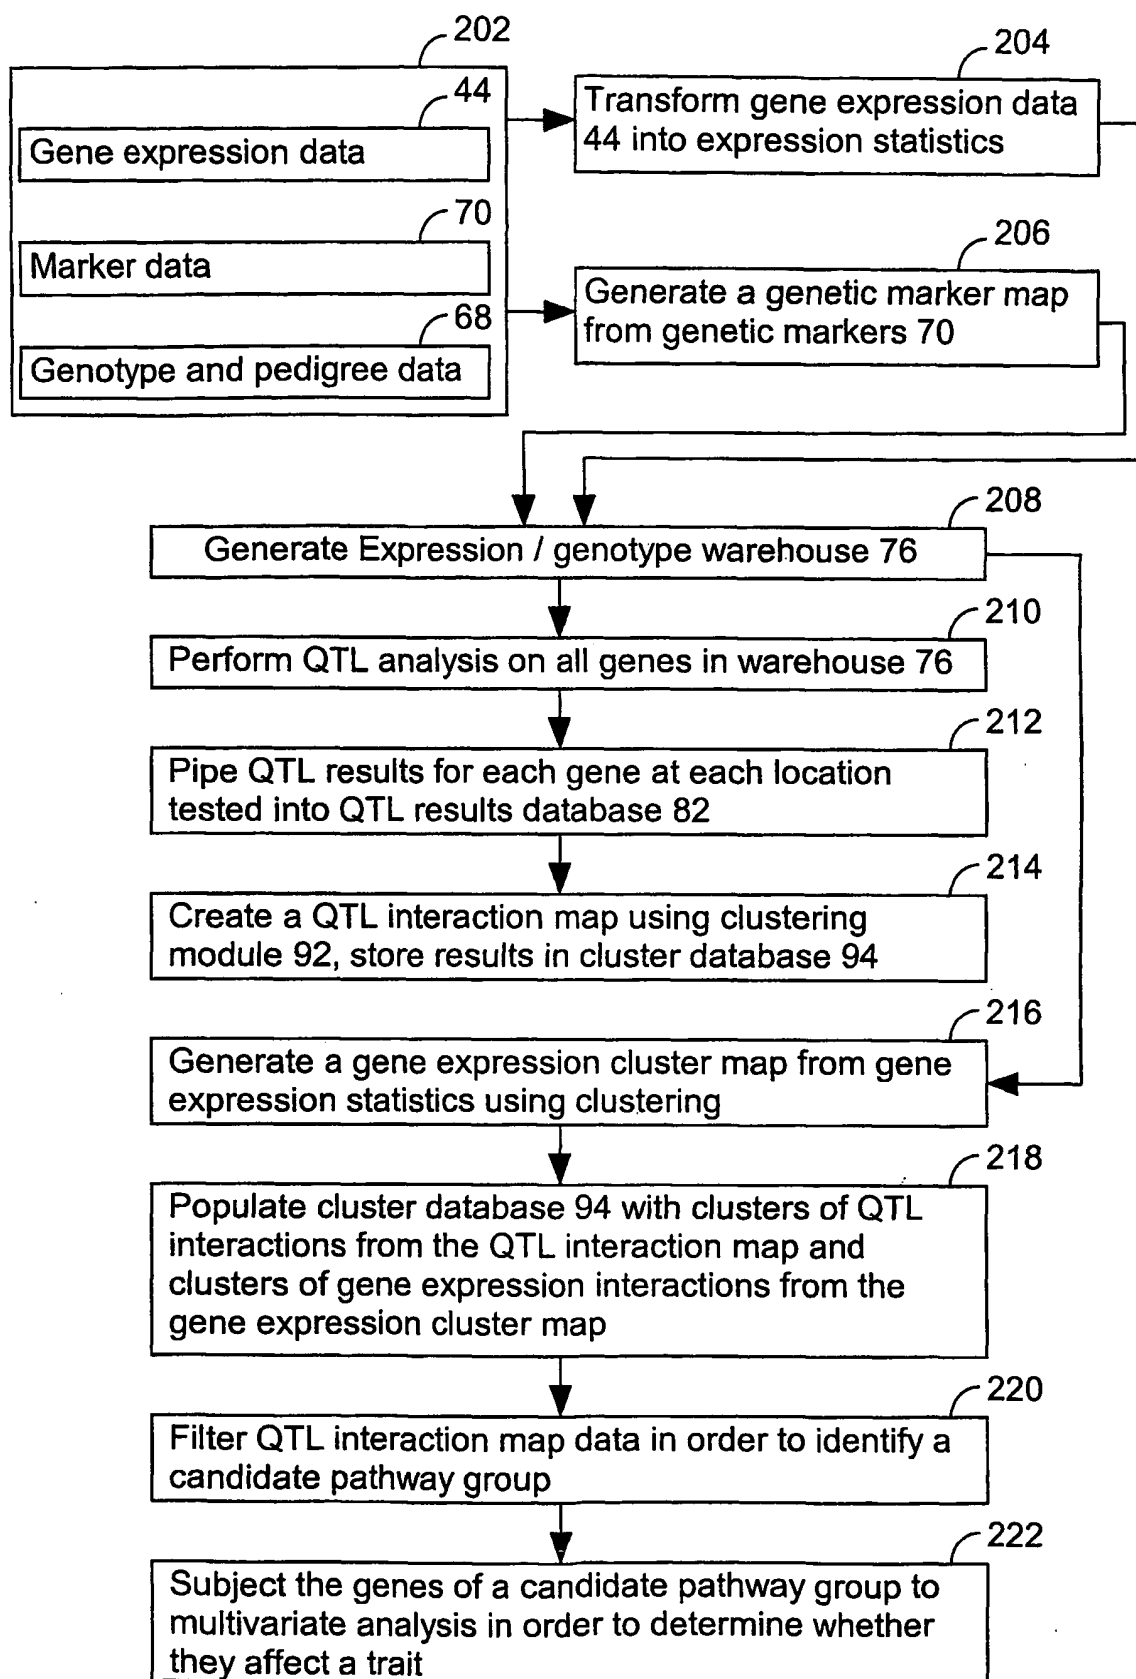 202
44
Gene expression data
70
Marker data
68
Genotype and pedigree data
204
Transform gene expression data
44 into expression statistics
206
Generate a genetic marker map
from genetic markers 70
208
Generate Expression / genotype warehouse 76
210
Perform QTL analysis on all genes in warehouse 76
212
Pipe QTL results for each gene at each location
tested into QTL results database 82
214
Create a QTL interaction map using clustering
module 92, store results in cluster database 94
216
Generate a gene expression cluster map from gene
expression statistics using clustering
218
Populate cluster database 94 with clusters of QTL
interactions from the QTL interaction map and
clusters of gene expression interactions from the
gene expression cluster map
220
Filter QTL interaction map data in order to identify a
candidate pathway group
222
Subject the genes of a candidate pathway group to
multivariate analysis in order to determine whether
they affect a trait